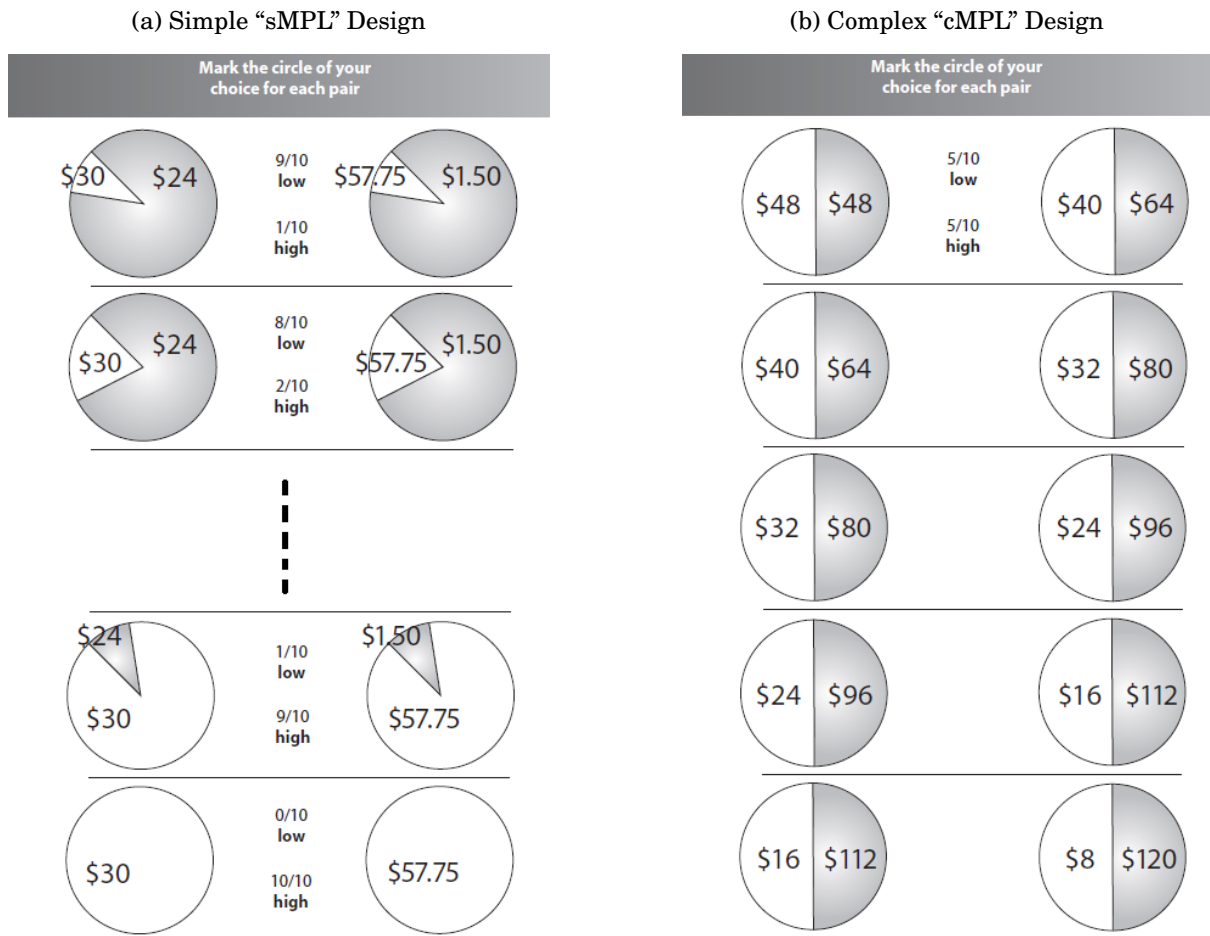 (a) Simple “sMPL” Design
Mark the circle of your
choice for each pair
$30 $24
9/10
low
1/10
high
$57.75 $1.50
$30 $24
8/10
low
2/10
high
$57.75 $1.50
$24
$30
1/10
low
9/10
high
$1.50
$57.75
$30
0/10
low
10/10
high
$57.75
(b) Complex “cMPL” Design
Mark the circle of your
choice for each pair
$48 $48
5/10
low
5/10
high
$40 $64
$40 $64
$32 $80
$32 $80
$24 $96
$24 $96
$16 $112
$16 $112
$8 $120